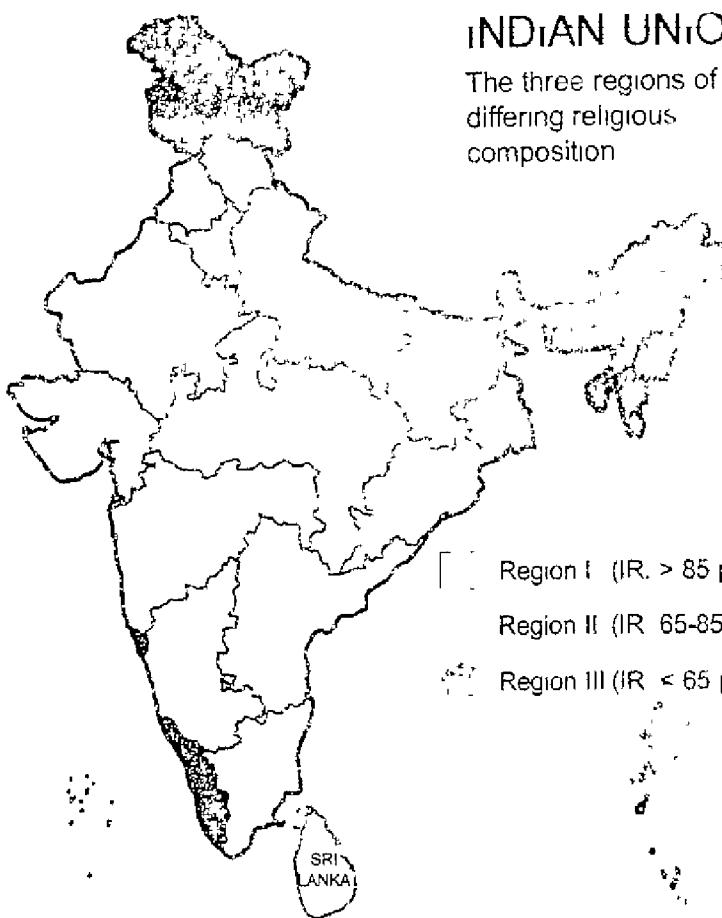 INDIAN UNIO
The three regions of
differing religious
composition
Region I (IR. > 85 p
Region II (IR 65-85
Region III (IR < 65 p
SRI
LANKA